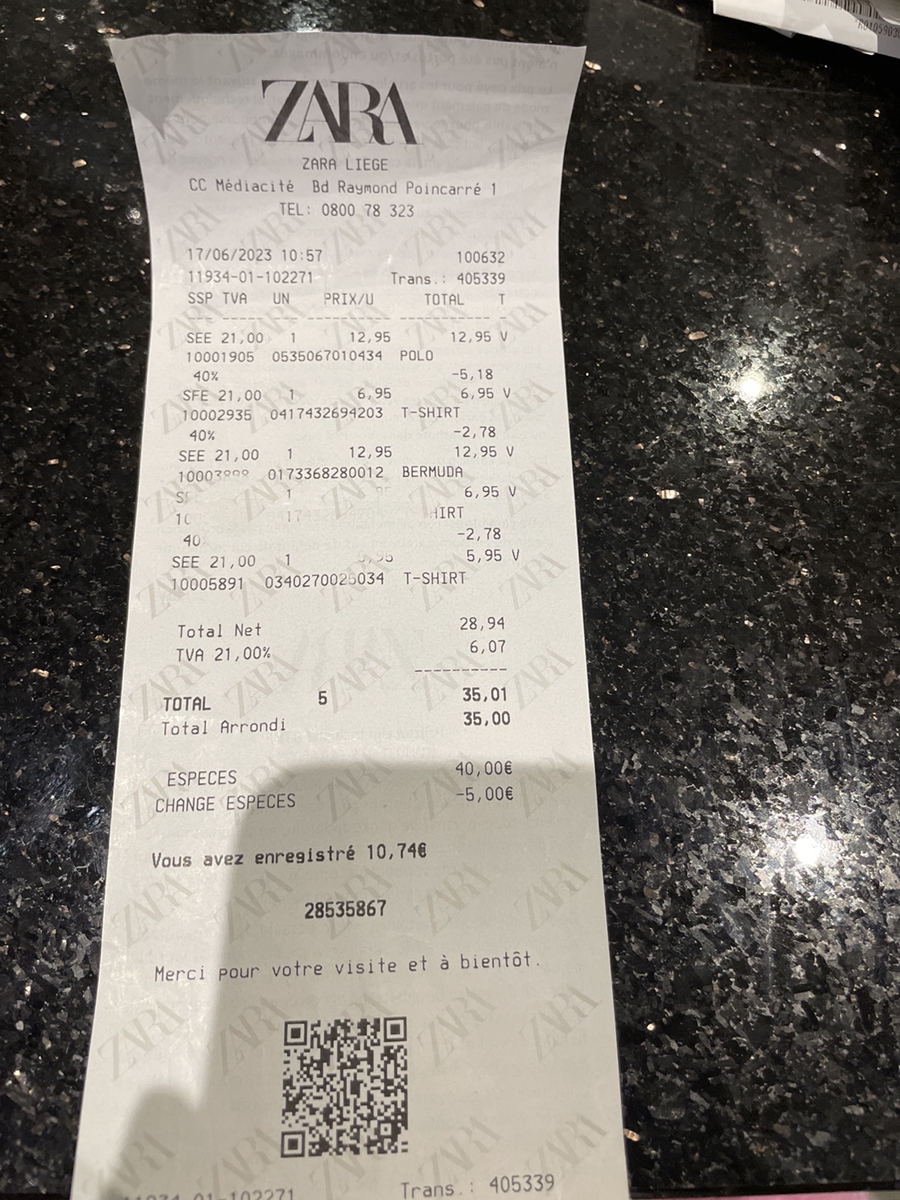 ZARA
ZARA LIEGE
CC Médiacité Bd Raymond Poincarré 1
TEL: 0800 78 323
17/06/2023 10:57 100632
11934-01-102271 Trans.: 405339
SSP TVA UN PRIX/U TOTAL T
SEE 21,00 1 12,95 12,95 V
10001905 0535067010434 POLO
40% -5,18
SFE 21,00 1 6,95 6,95 V
10002935 0417432694203 T-SHIRT
40% -2,78
SEE 21,00 1 12,95 12,95 V
0173368280012 BERMUDA
1 6,95 V
40 -2,78
SEE 21,00 1 5,95 V
10005891 0340270025034 T-SHIRT
Total Net 28,94
TVA 21,00% 6,07
TOTAL 5 35,01
Total Arrondi 35,00
ESPECES 40,00€
CHANGE ESPECES -5,00€
Vous avez enregistré 10,74€
28535867
Merci pour votre visite et à bientôt.
Trans.: 405339